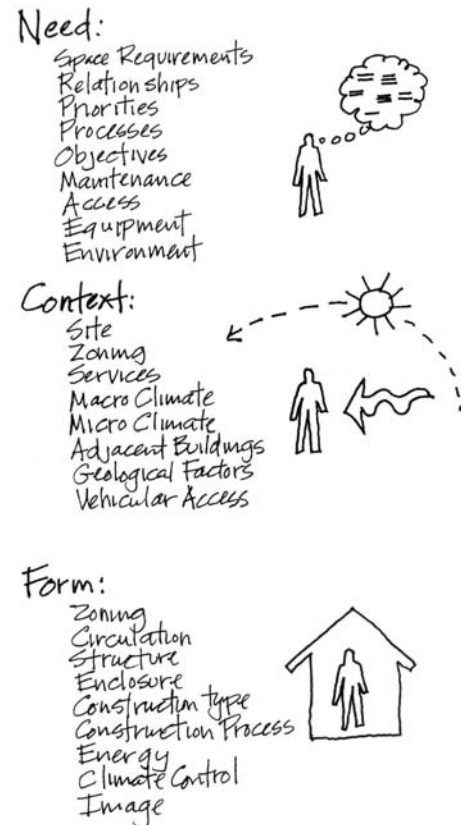 Need:
Space Requirements
Relationships
Priorities
Processes
Objectives
Maintenance
Access
Equipment
Environment
Context:
Site
Zoning
Services
Macro Climate
Micro Climate
Adjacent Buildings
Geological Factors
Vehicular Access
Form:
Zoning
Circulation
Structure
Enclosure
Construction type
Construction Process
Energy
Climate Control
Image